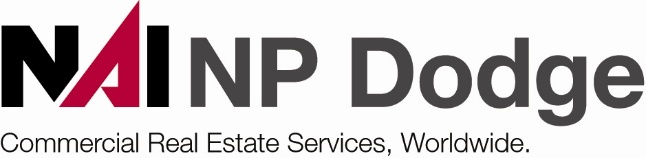 NAI NP Dodge
Commercial Real Estate Services, Worldwide.